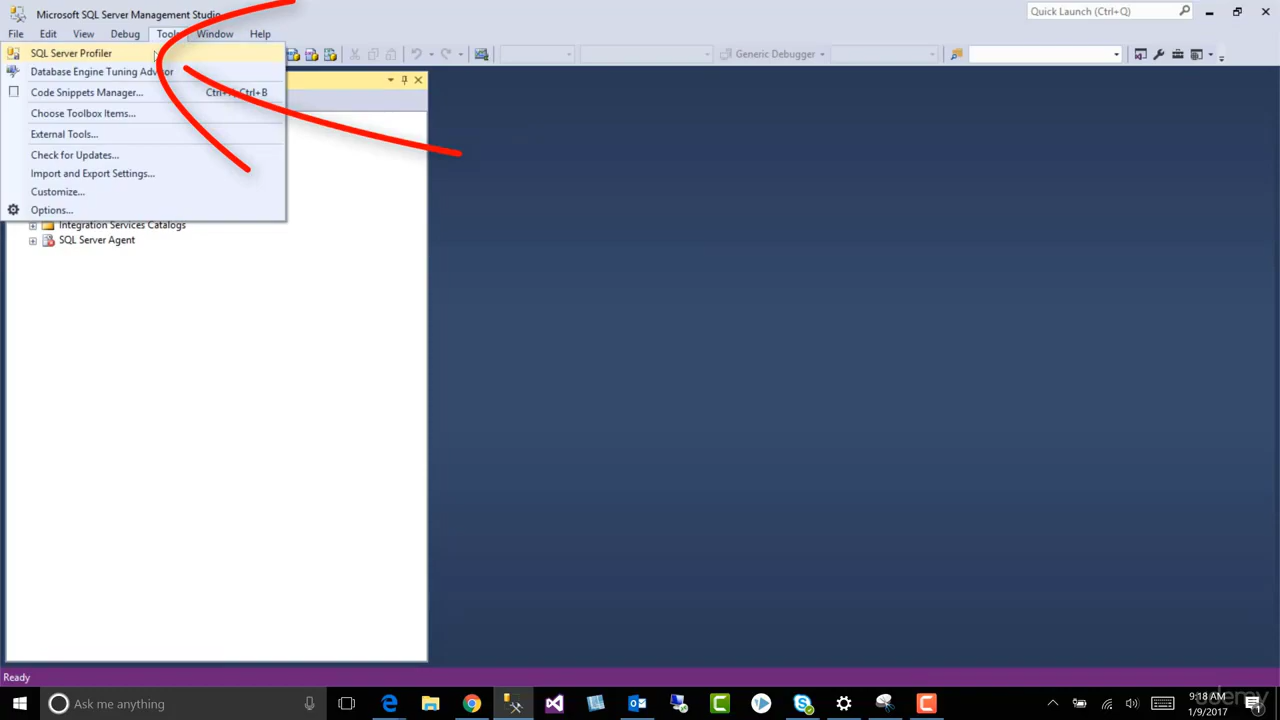 Microsoft SQL Server Management Studio
Quick Launch (Ctrl+Q)
File Edit View Debug Tools Window Help
SQL Server Profiler
Generic Debugger
Database Engine Tuning Advisor
Code Snippets Manager... Ctrl+K, Ctrl+B
Choose Toolbox Items...
External Tools...
Check for Updates...
Import and Export Settings...
Customize...
Options...
Integration Services Catalogs
SQL Server Agent
Ready
Ask me anything
9:18 AM
1/9/2017
udemy